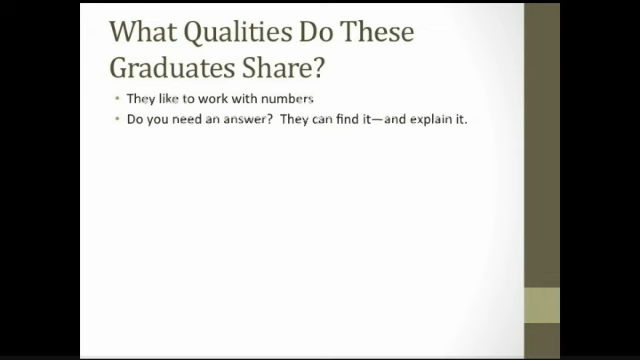 What Qualities Do These
Graduates Share?
• They like to work with numbers
• Do you need an answer?  They can find it—and explain it.